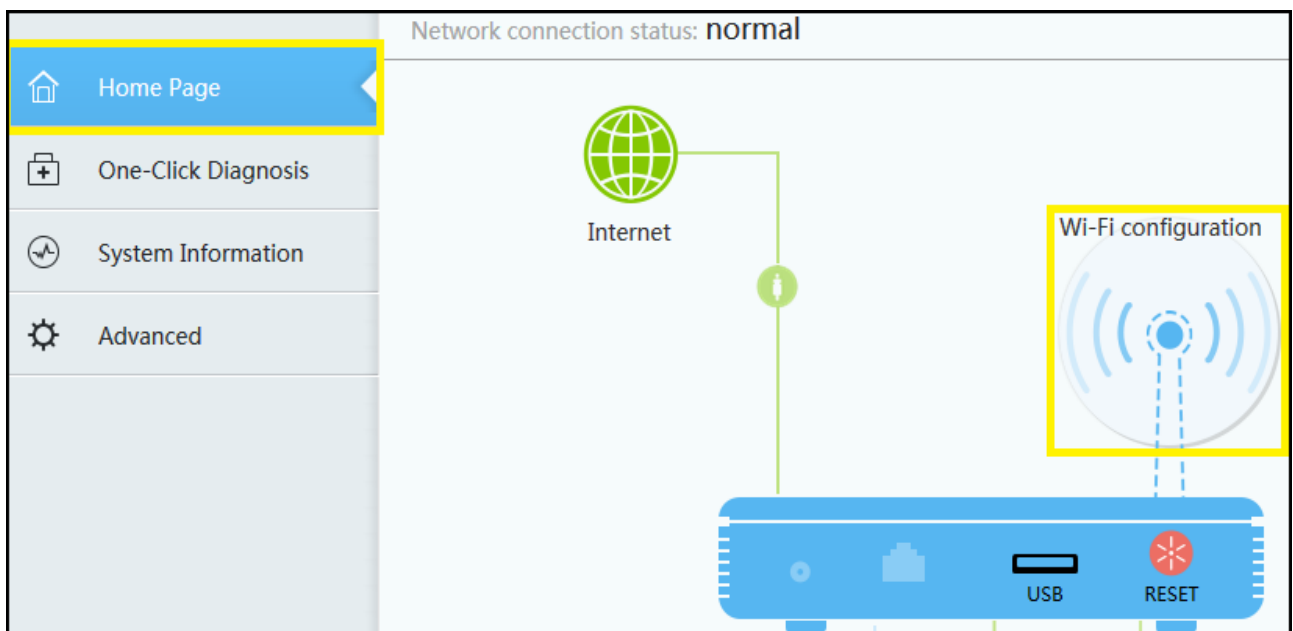 Network connection status: normal
Home Page
One-Click Diagnosis
System Information
Advanced
Internet
Wi-Fi configuration
USB
RESET